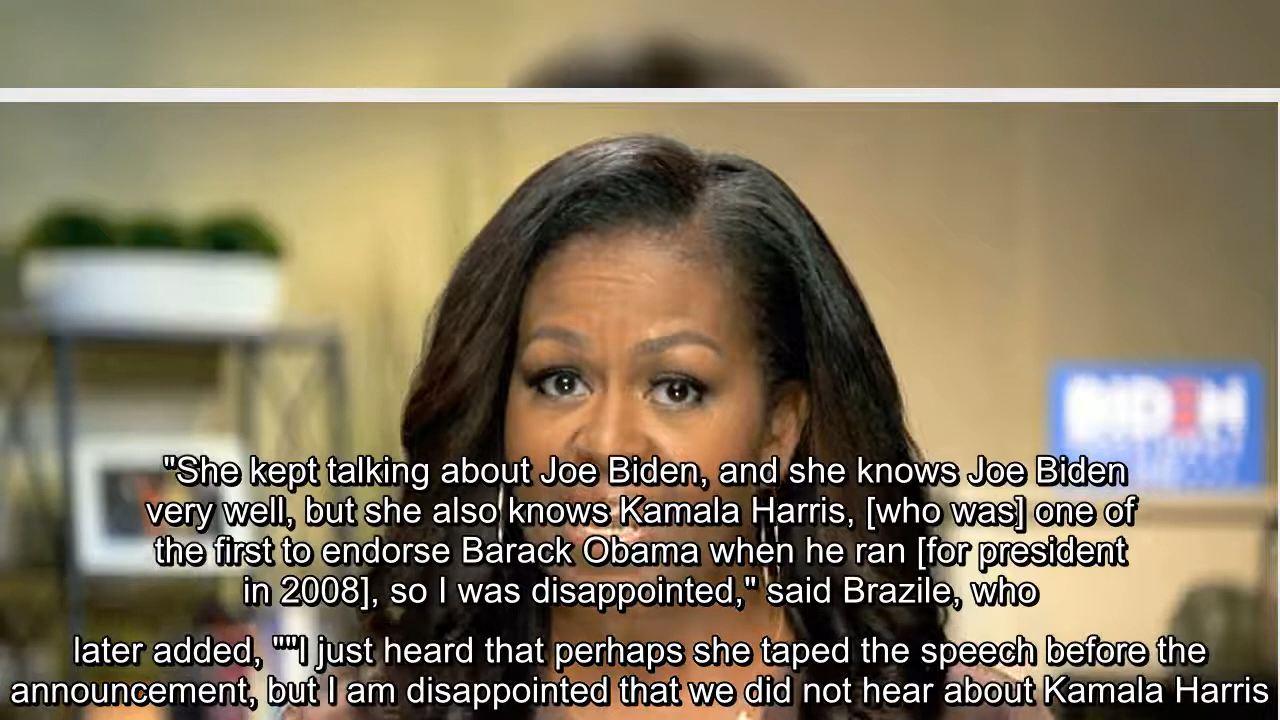 BIDEN
"She kept talking about Joe Biden, and she knows Joe Biden
very well, but she also knows Kamala Harris, [who was] one of
the first to endorse Barack Obama when he ran [for president
in 2008], so I was disappointed," said Brazile, who
later added, ""I just heard that perhaps she taped the speech before the
announcement, but I am disappointed that we did not hear about Kamala Harris